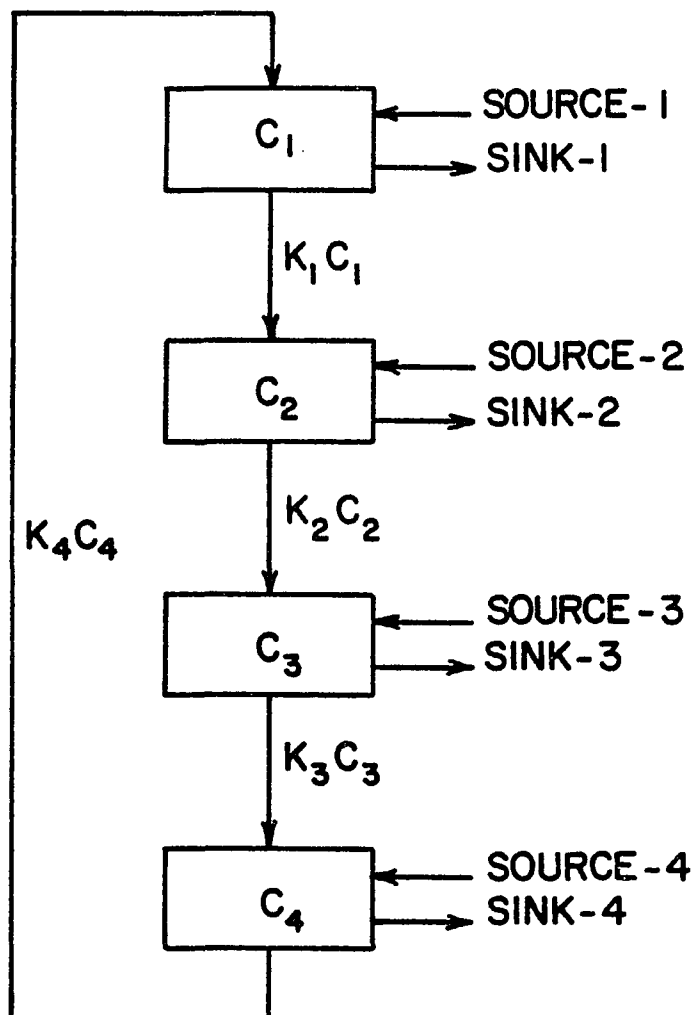 C₁
SOURCE-1
SINK-1
K₁C₁
C₂
SOURCE-2
SINK-2
K₂C₂
K₄C₄
C₃
SOURCE-3
SINK-3
K₃C₃
C₄
SOURCE-4
SINK-4